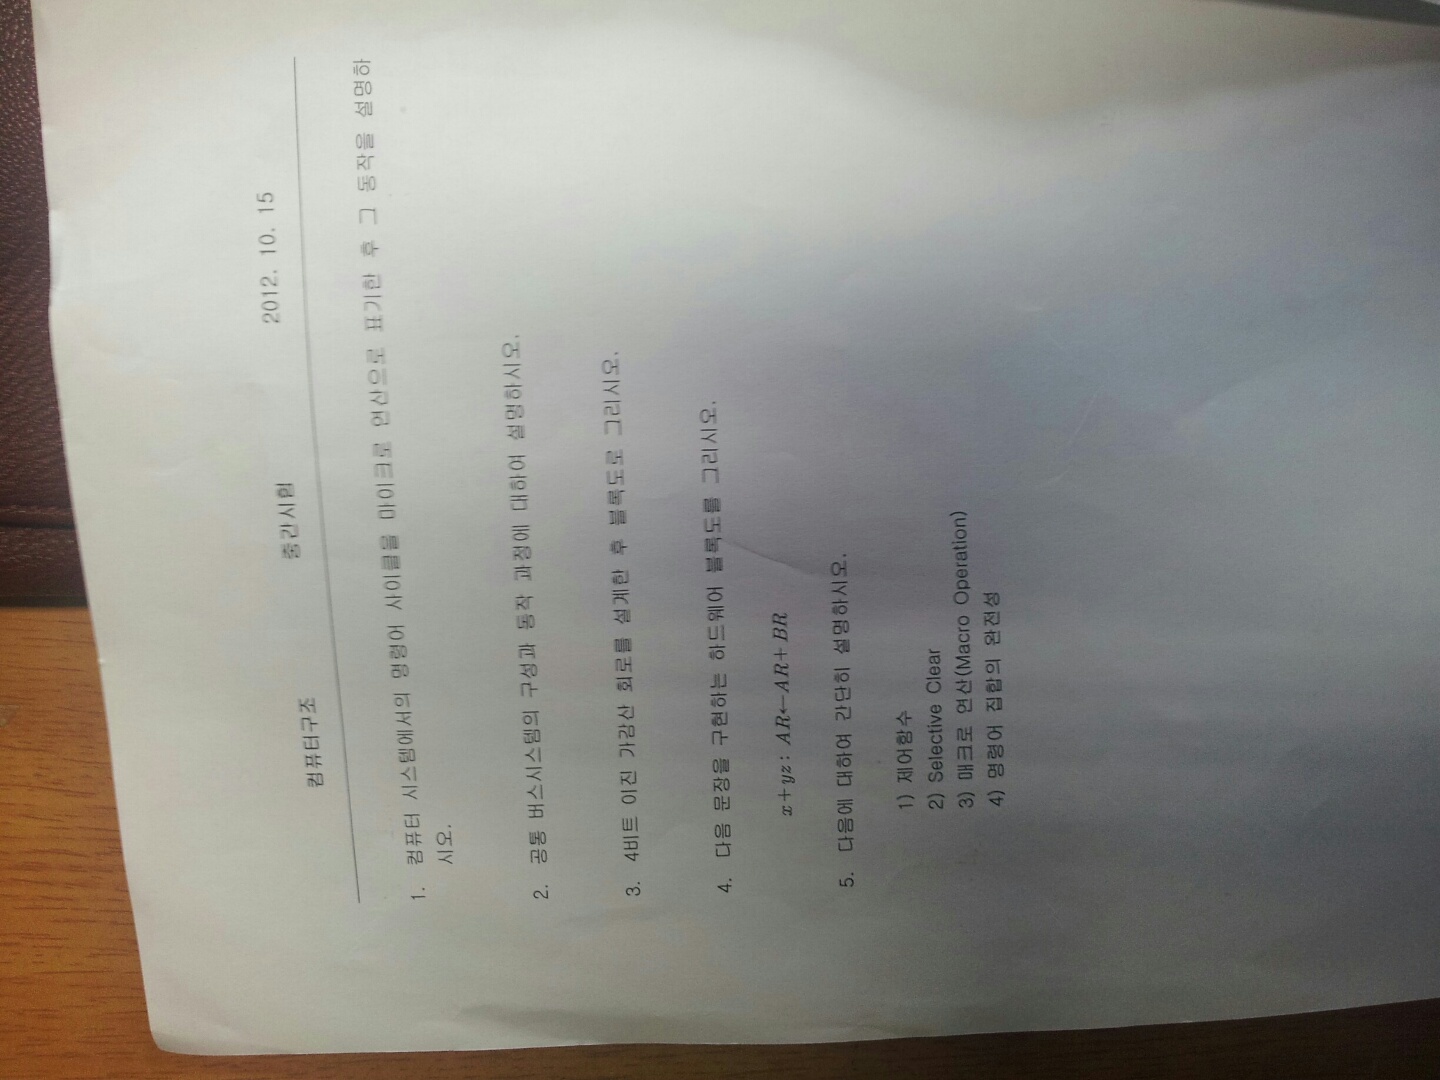 컴퓨터구조 중간시험 2012. 10. 15
1. 컴퓨터 시스템에서의 명령어 사이클을 마이크로 연산으로 표기한 후 그 동작을 설명하
시오.
2. 공통 버스시스템의 구성과 동작 과정에 대하여 설명하시오.
3. 4비트 이진 가감산 회로를 설계한 후 블록도로 그리시오.
4. 다음 문장을 구현하는 하드웨어 블록도를 그리시오.
x+yz: AR←AR+BR
5. 다음에 대하여 간단히 설명하시오.
1) 제어함수
2) Selective Clear
3) 매크로 연산(Macro Operation)
4) 명령어 집합의 완전성